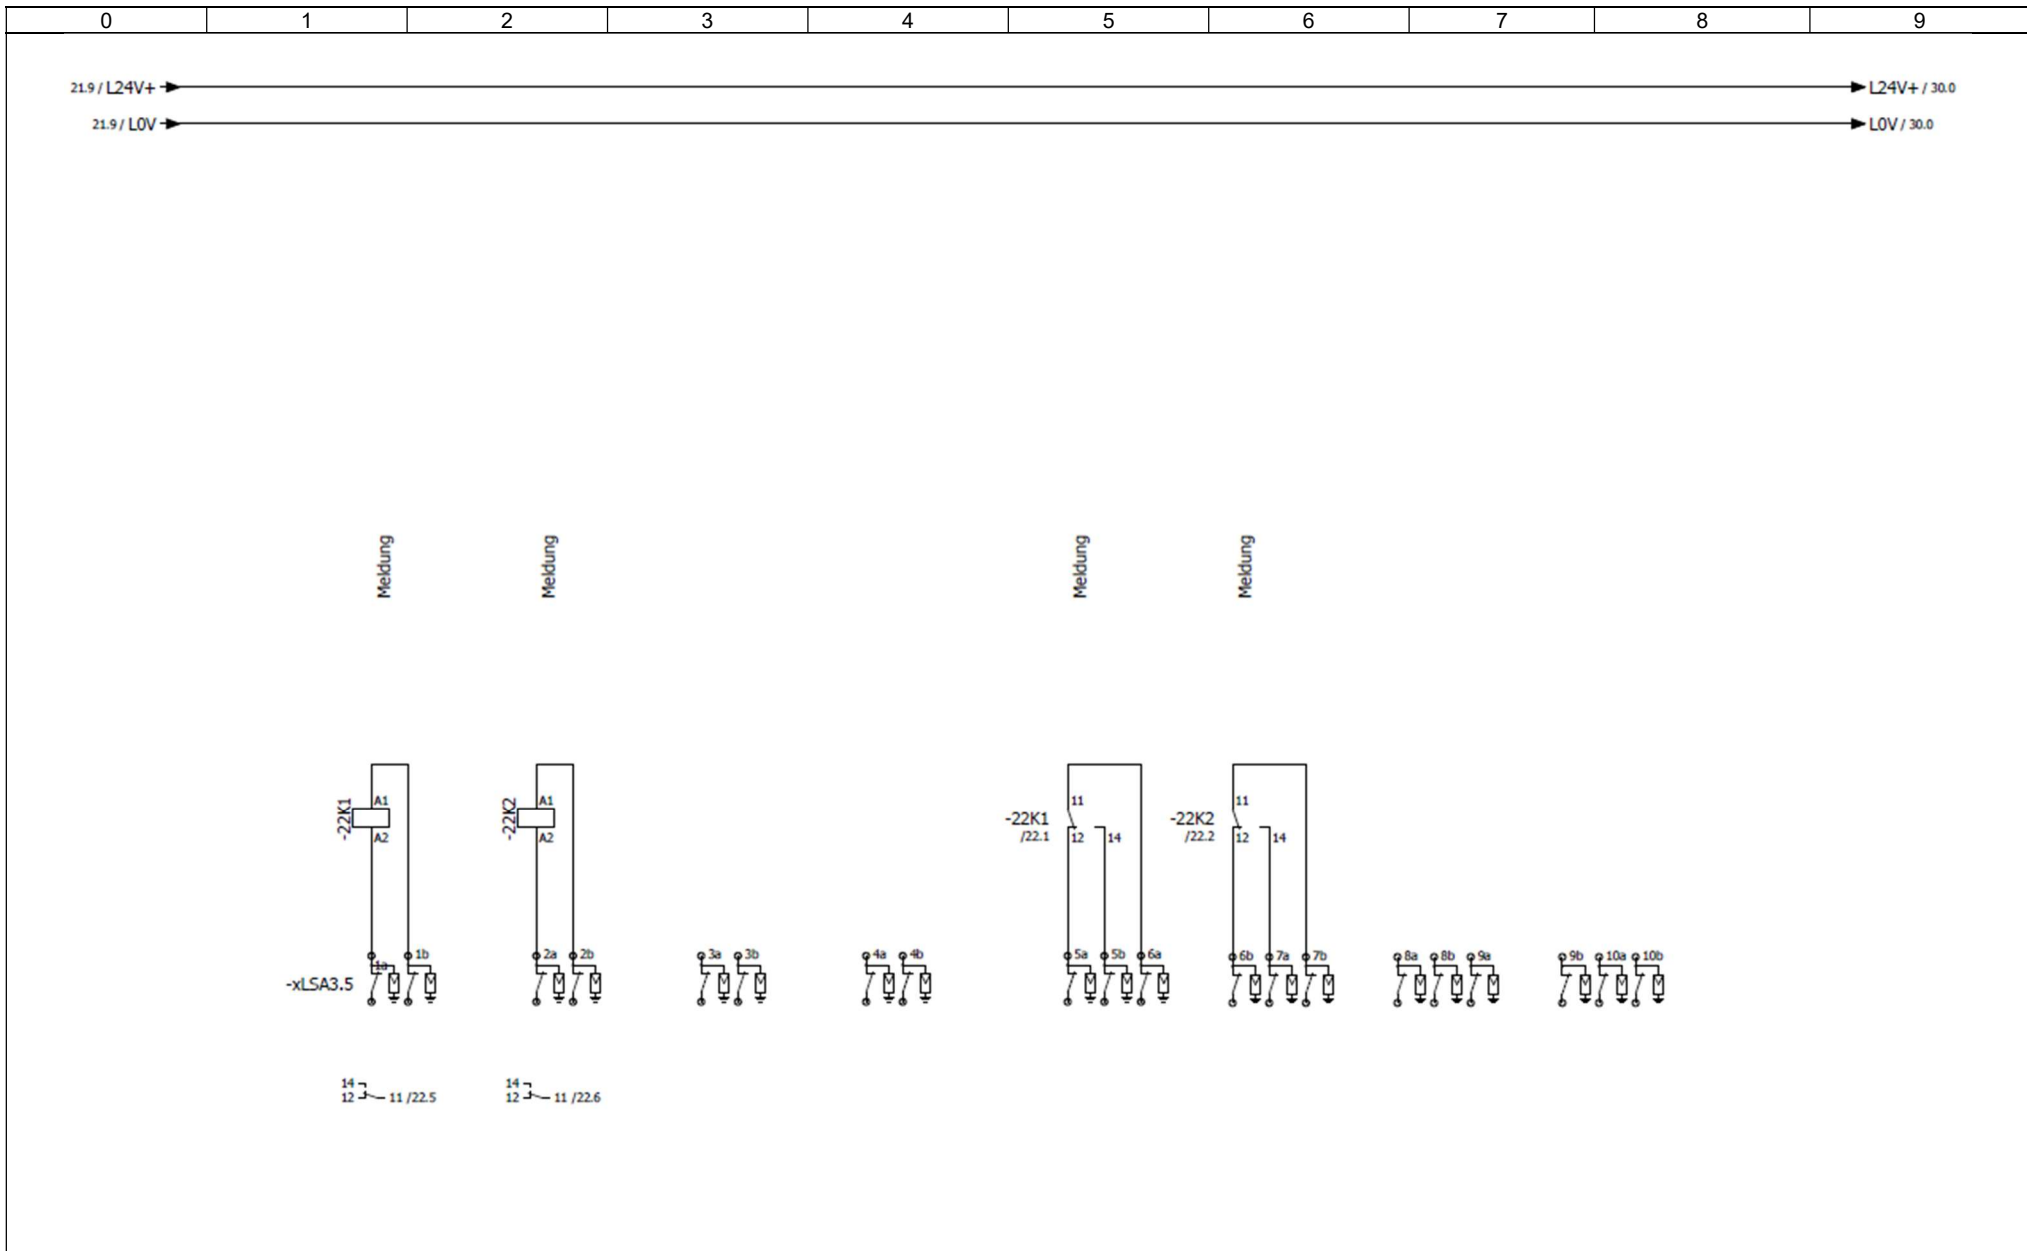 0 1 2 3 4 5 6 7 8 9
21.9 / L24V+ L24V+ / 30.0
21.9 / L0V L0V / 30.0
Meldung Meldung Meldung Meldung
-22K1 A1 -22K2 A1 11 11
-22K1 -22K2
A2 A2 /22.1 12 14 /22.2 12 14
1a 1b 2a 2b 3a 3b 4a 4b 5a 5b 6a 6b 7a 7b 8a 8b 9a 9b 10a 10b
-xLSA3.5
14 14
12 11 /22.5 12 11 /22.6